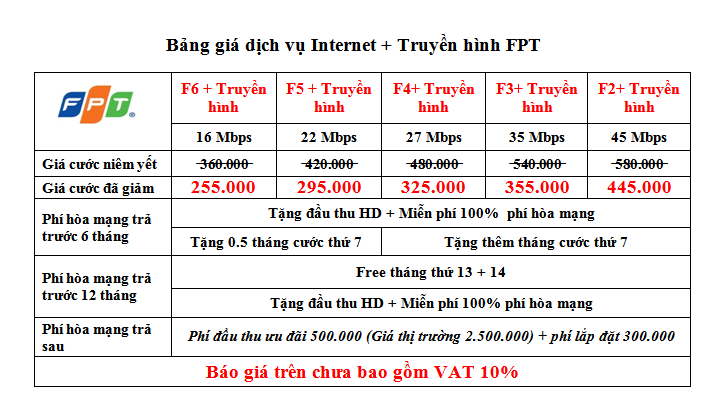 Bảng giá dịch vụ Internet + Truyền hình FPT
FPT®
F6 + Truyền hình
F5 + Truyền hình
F4+ Truyền hình
F3+ Truyền hình
F2+ Truyền hình
16 Mbps
22 Mbps
27 Mbps
35 Mbps
45 Mbps
Giá cước niêm yết
360.000
420.000
480.000
540.000
580.000
Giá cước đã giảm
255.000
295.000
325.000
355.000
445.000
Phí hòa mạng trả
trước 6 tháng
Tặng đầu thu HD + Miễn phí 100% phí hòa mạng
Tặng 0.5 tháng cước thứ 7
Tặng thêm tháng cước thứ 7
Phí hòa mạng trả
trước 12 tháng
Free tháng thứ 13 + 14
Tặng đầu thu HD + Miễn phí 100% phí hòa mạng
Phí hòa mạng trả
sau
Phí đầu thu ưu đãi 500.000 (Giá thị trường 2.500.000) + phí lắp đặt 300.000
Báo giá trên chưa bao gồm VAT 10%